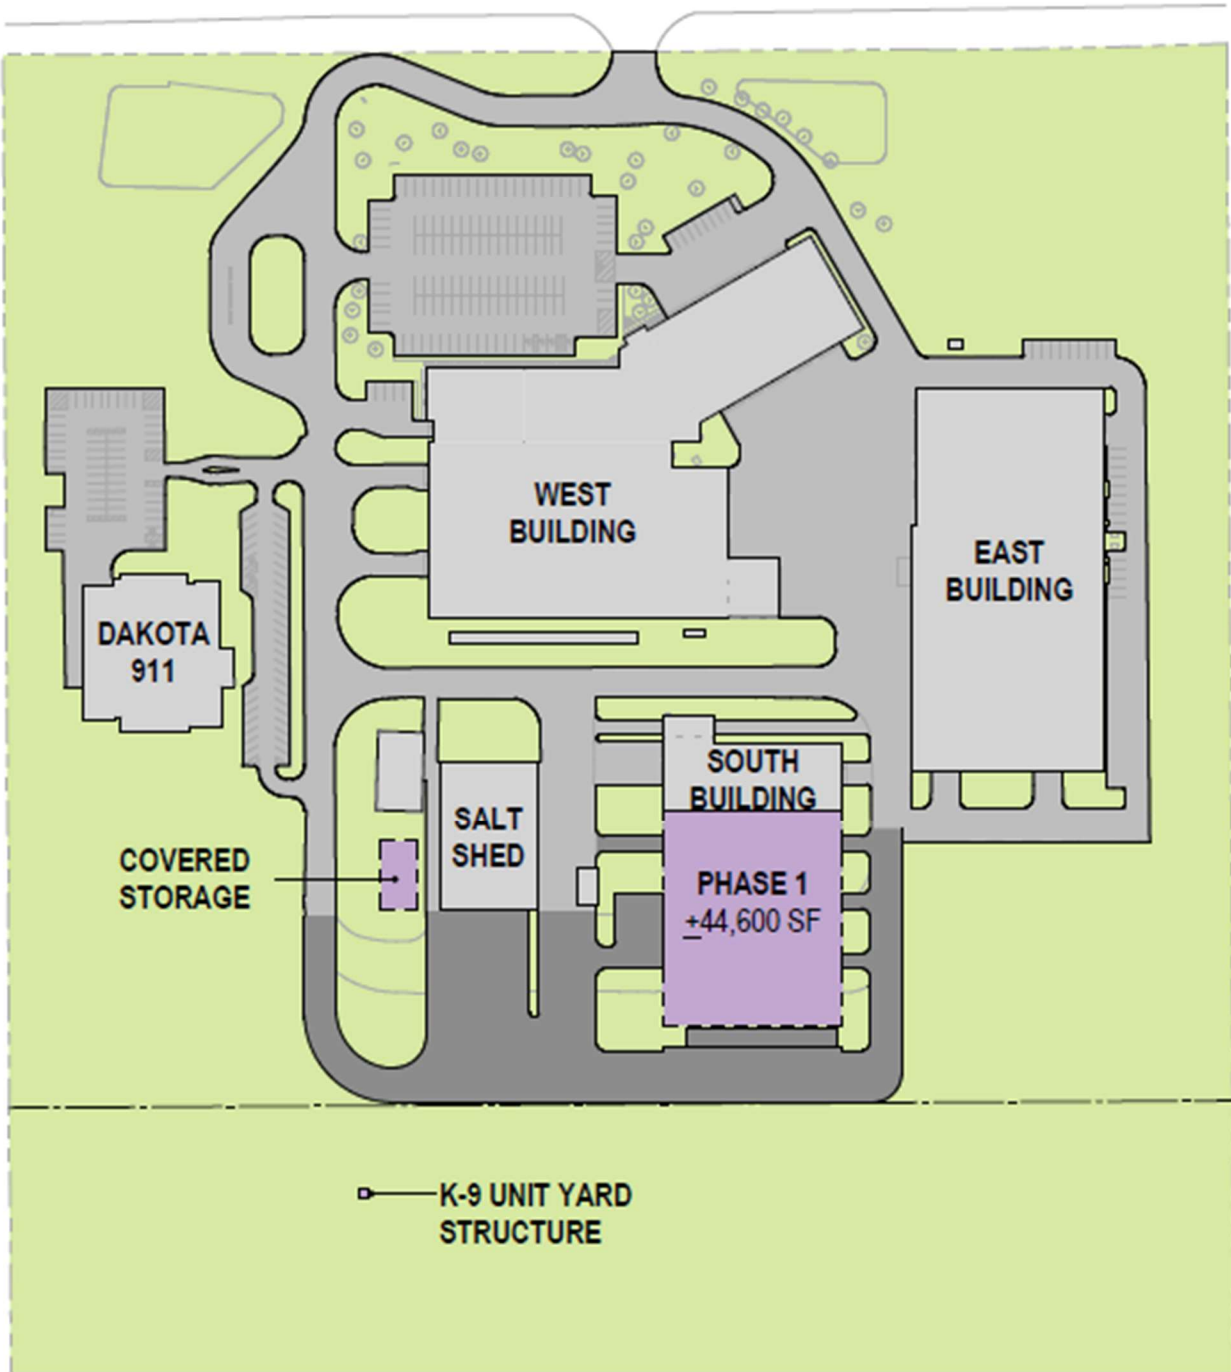 WEST
BUILDING
EAST
BUILDING
DAKOTA
911
SOUTH
BUILDING
SALT
SHED
COVERED
STORAGE
PHASE 1
±44,600 SF
K-9 UNIT YARD
STRUCTURE